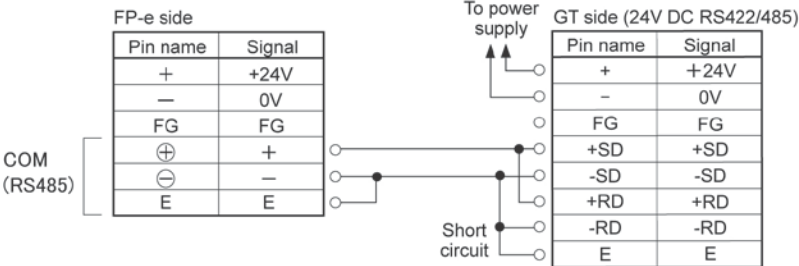 FP-e side
Pin name Signal
+ +24V
− 0V
FG FG
⊕ +
⊖ −
E E
COM
(RS485)
To power
supply
GT side (24V DC RS422/485)
Pin name Signal
+ +24V
− 0V
FG FG
+SD +SD
-SD -SD
+RD +RD
-RD -RD
E E
Short
circuit